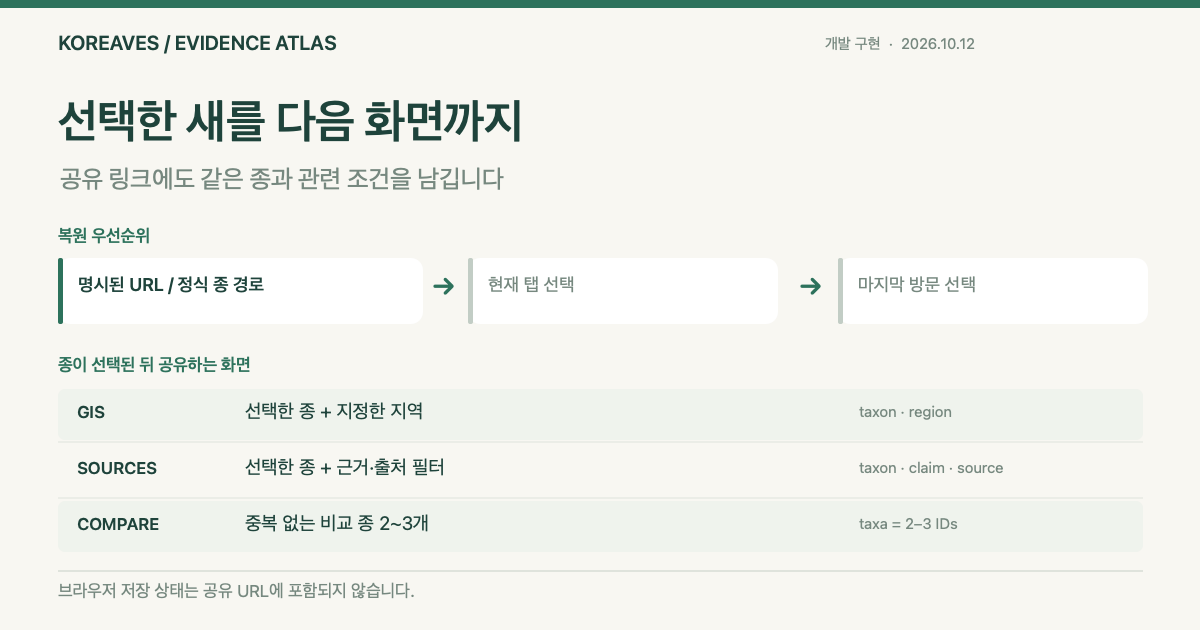 KOREAVES / EVIDENCE ATLAS
개발 구현 · 2026.10.12
선택한 새를 다음 화면까지
공유 링크에도 같은 종과 관련 조건을 남깁니다
복원 우선순위
명시된 URL / 정식 종 경로 → 현재 탭 선택 → 마지막 방문 선택
종이 선택된 뒤 공유하는 화면
GIS 선택한 종 + 지정한 지역 taxon · region
SOURCES 선택한 종 + 근거·출처 필터 taxon · claim · source
COMPARE 중복 없는 비교 종 2~3개 taxa = 2–3 IDs
브라우저 저장 상태는 공유 URL에 포함되지 않습니다.